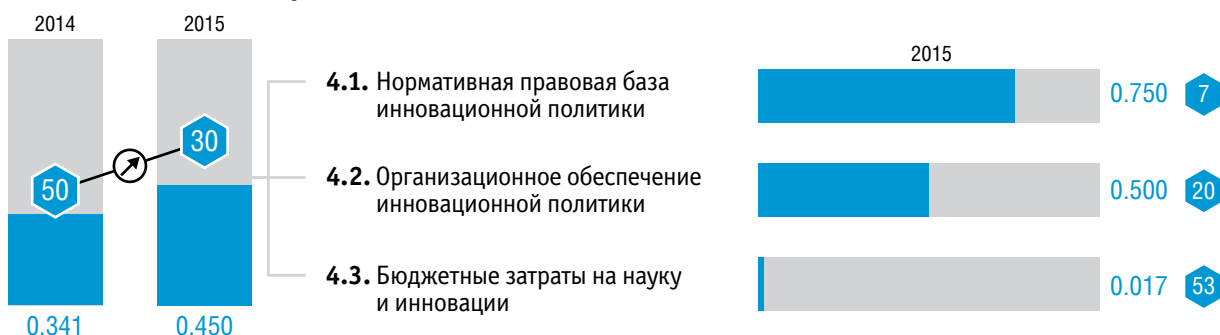 2014
2015
50
30
0.341
0.450
4.1. Нормативная правовая база
инновационной политики
4.2. Организационное обеспечение
инновационной политики
4.3. Бюджетные затраты на науку
и инновации
2015
0.750 7
0.500 20
0.017 53